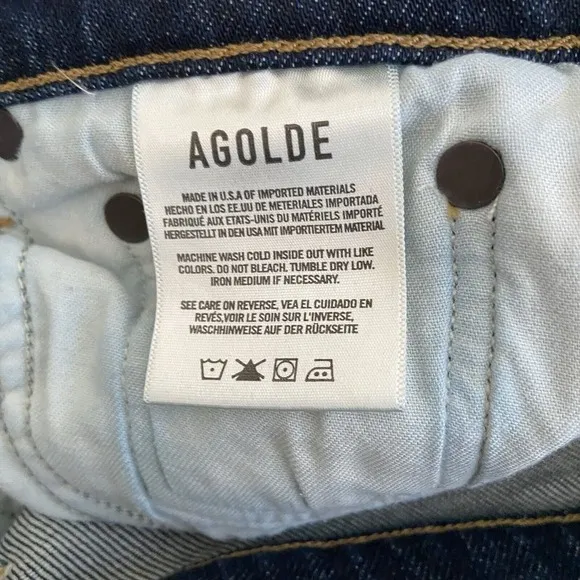 AGOLDE
MADE IN U.S.A OF IMPORTED MATERIALS
HECHO EN LOS EE.UU DE METERIALES IMPORTADA
FABRIQUÉ AUX ETATS-UNIS DU MATÉRIELS IMPORTÉ
HERGESTELLT IN DEN USA MIT IMPORTIERTEM MATERIAL
MACHINE WASH COLD INSIDE OUT WITH LIKE
COLORS. DO NOT BLEACH. TUMBLE DRY LOW.
IRON MEDIUM IF NECESSARY.
SEE CARE ON REVERSE, VEA EL CUIDADO EN
REVÉS,VOIR LE SOIN SUR L'INVERSE,
WASCHHINWEISE AUF DER RÜCKSEITE